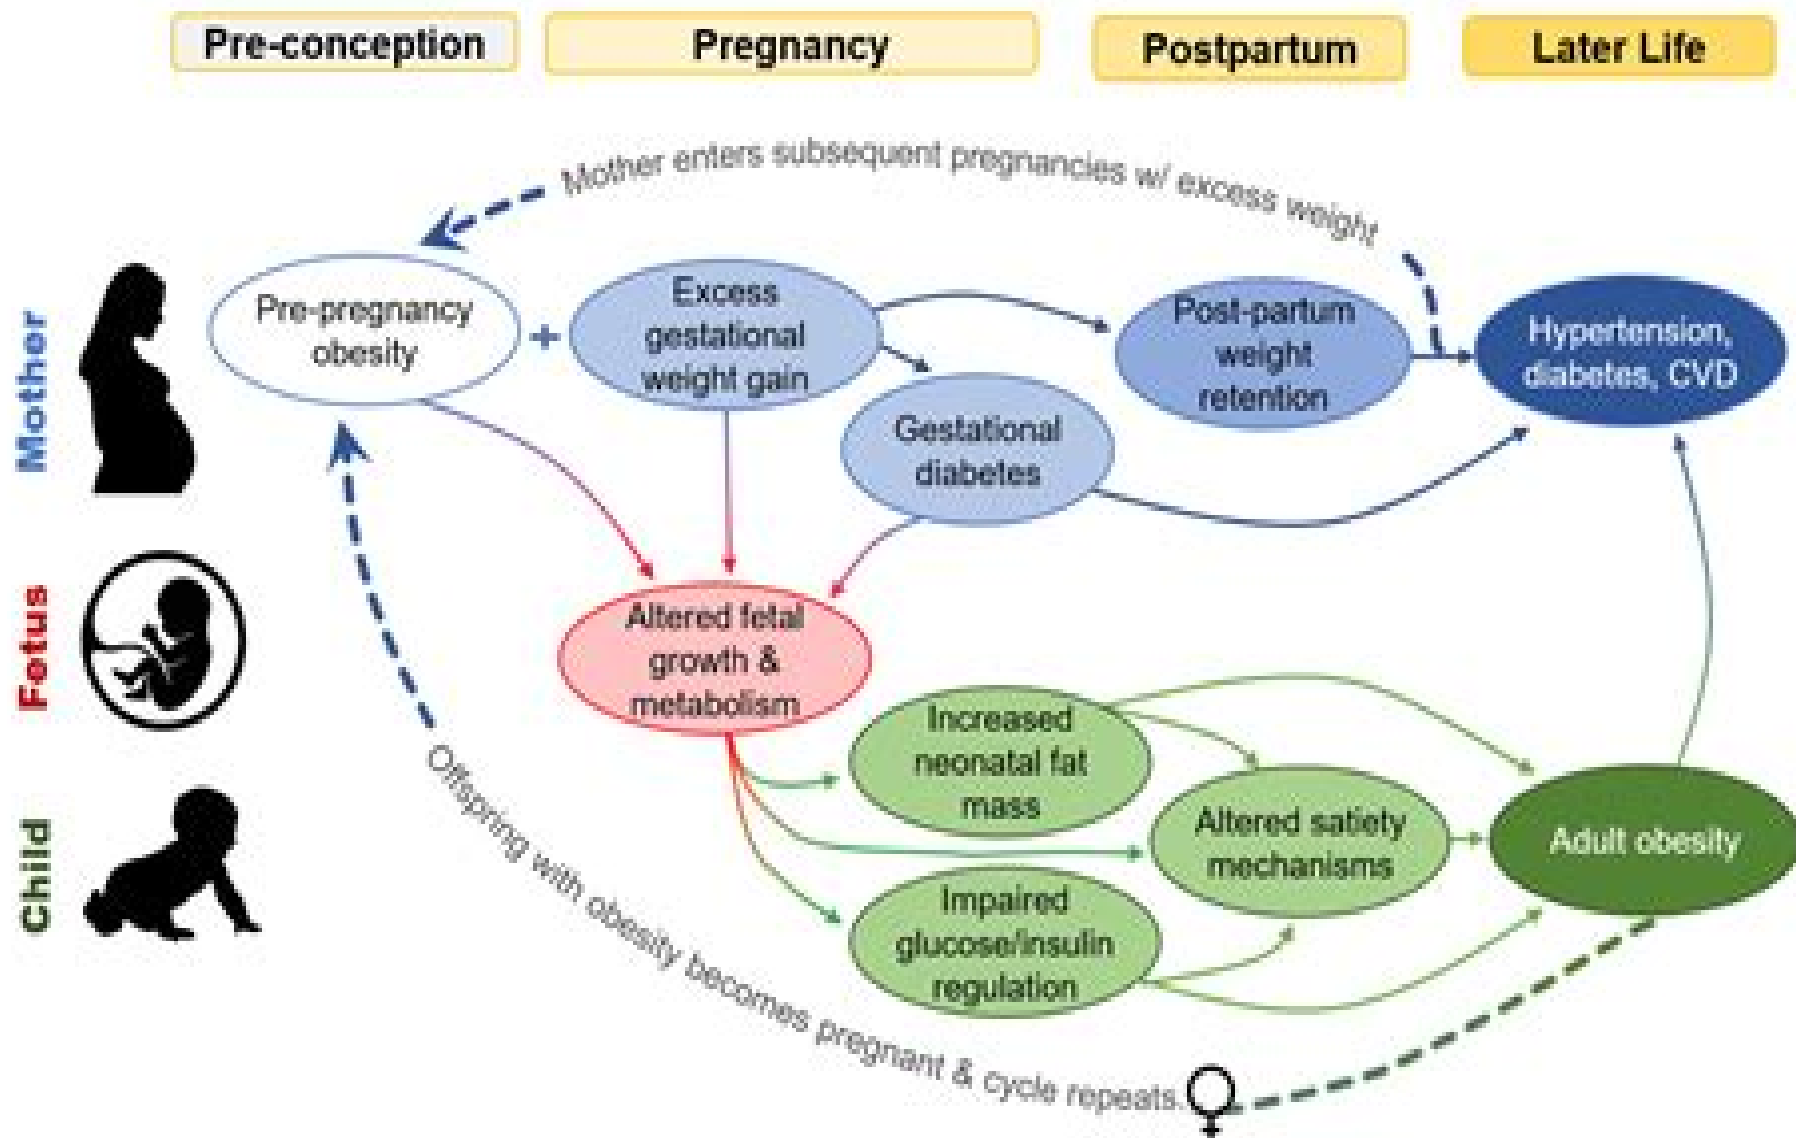 Pre-conception
Pregnancy
Postpartum
Later Life
Mother enters subsequent pregnancies w/ excess weight
Mother
Pre-pregnancy
obesity
+
Excess
gestational
weight gain
Gestational
diabetes
Post-partum
weight
retention
Hypertension,
diabetes, CVD
Fetus
Altered fetal
growth &
metabolism
Child
Increased
neonatal fat
mass
Altered satiety
mechanisms
Impaired
glucose/insulin
regulation
Adult obesity
Offspring with obesity becomes pregnant & cycle repeats.